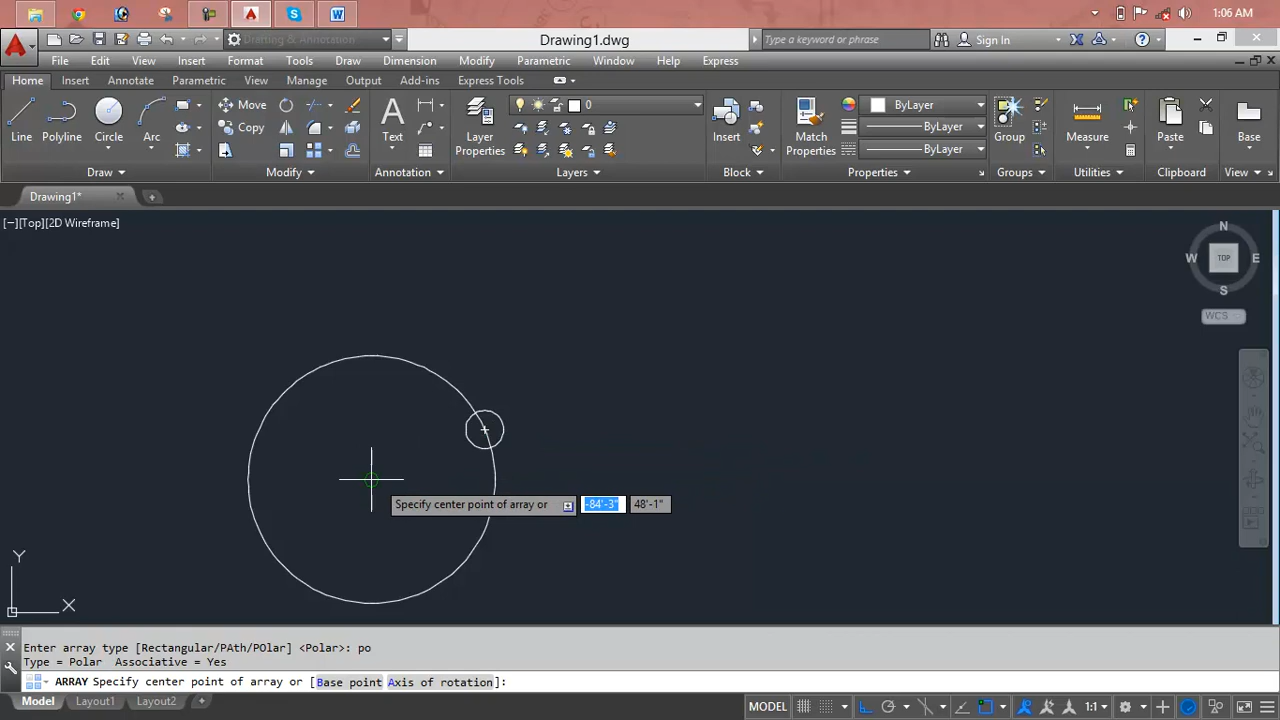 1:06 AM
Drafting & Annotation
Drawing1.dwg
Type a keyword or phrase
Sign In
File Edit View Insert Format Tools Draw Dimension Modify Parametric Window Help Express
Home Insert Annotate Parametric View Manage Output Add-ins Express Tools
Line Polyline Circle Arc
Move
Copy
Text
Layer Properties
0
Insert
Match Properties
ByLayer
ByLayer
ByLayer
Group
Measure
Paste
Base
Draw Modify Annotation Layers Block Properties Groups Utilities Clipboard View
Drawing1*
[−][Top][2D Wireframe]
N
W TOP E
S
WCS
Specify center point of array or -84'-3" 48'-1"
Y
X
Enter array type [Rectangular/PAth/POlar] <Polar>: po
Type = Polar Associative = Yes
ARRAY Specify center point of array or [Base point Axis of rotation]:
Model Layout1 Layout2
MODEL 1:1